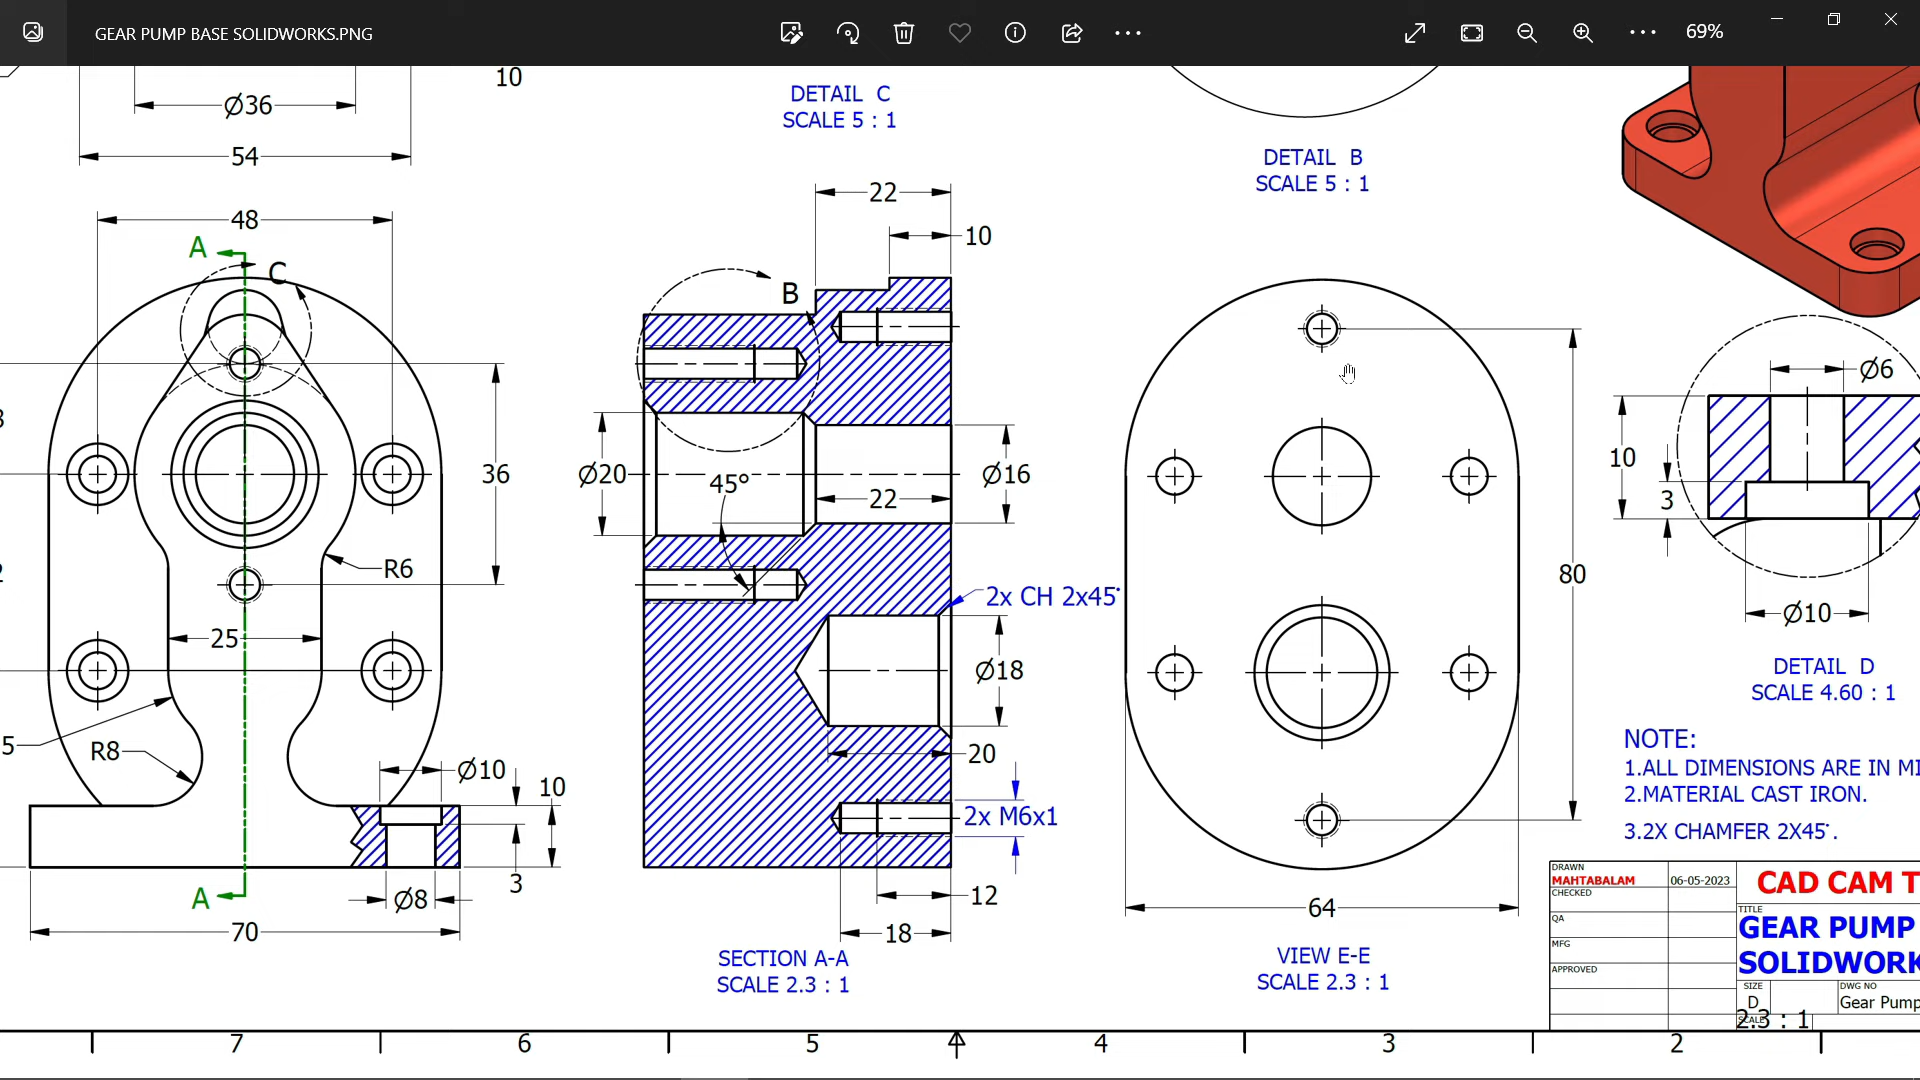 GEAR PUMP BASE SOLIDWORKS.PNG
69%
Ø36
10
54
DETAIL C
SCALE 5 : 1
DETAIL B
SCALE 5 : 1
22
48
10
A
C
B
Ø6
36
Ø20
45°
22
Ø16
10
3
R6
2x CH 2x45°
80
Ø10
25
Ø18
DETAIL D
SCALE 4.60 : 1
5
R8
20
NOTE:
1.ALL DIMENSIONS ARE IN MI
2.MATERIAL CAST IRON.
3.2X CHAMFER 2X45°.
Ø10
10
2x M6x1
A
Ø8
3
12
70
18
64
SECTION A-A
SCALE 2.3 : 1
VIEW E-E
SCALE 2.3 : 1
DRAWN
MAHTABALAM
06-05-2023
CHECKED
QA
MFG
APPROVED
CAD CAM T
TITLE
GEAR PUMP
SOLIDWORK
SIZE
D
DWG NO
Gear Pump
SCALE
2.3 : 1
7
6
5
4
3
2